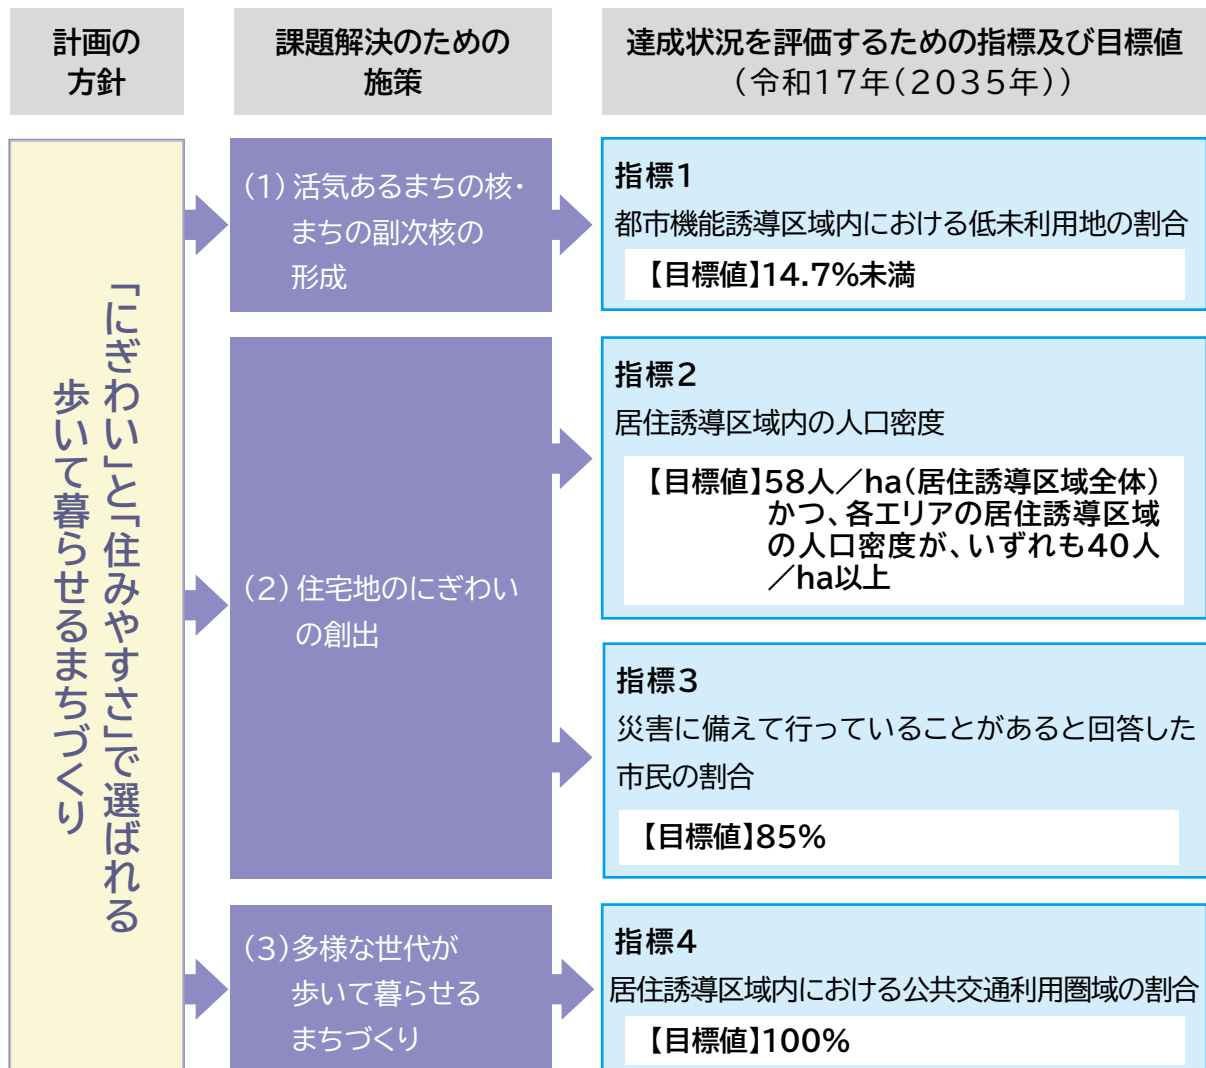 計画の
方針
課題解決のための
施策
達成状況を評価するための指標及び目標値
(令和17年(2035年))
「にぎわい」と「住みやすさ」で選ばれる
歩いて暮らせるまちづくり
(1) 活気あるまちの核・
まちの副次核の
形成
指標1
都市機能誘導区域内における低未利用地の割合
【目標値】14.7%未満
(2) 住宅地のにぎわい
の創出
指標2
居住誘導区域内の人口密度
【目標値】58人／ha(居住誘導区域全体)
かつ、各エリアの居住誘導区域
の人口密度が、いずれも40人
／ha以上
指標3
災害に備えて行っていることがあると回答した
市民の割合
【目標値】85%
(3)多様な世代が
歩いて暮らせる
まちづくり
指標4
居住誘導区域内における公共交通利用圏域の割合
【目標値】100%